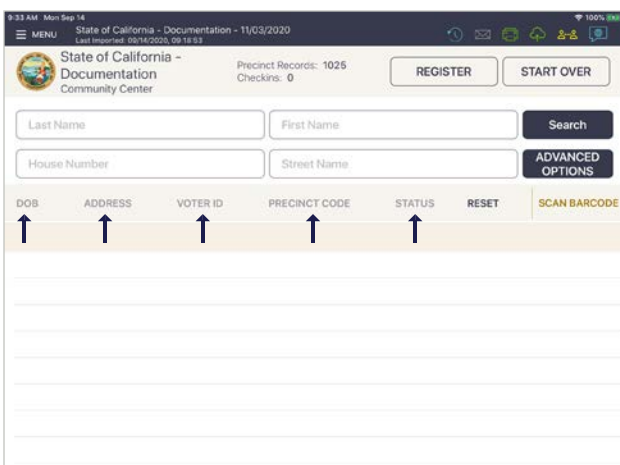 9:33 AM Mon Sep 14
100%
MENU
State of California - Documentation - 11/03/2020
Last Imported: 09/14/2020, 09:18:53
State of California -
Documentation
Community Center
Precinct Records: 1025
Checkins: 0
REGISTER
START OVER
Last Name
First Name
Search
House Number
Street Name
ADVANCED
OPTIONS
DOB ADDRESS VOTER ID PRECINCT CODE STATUS RESET SCAN BARCODE